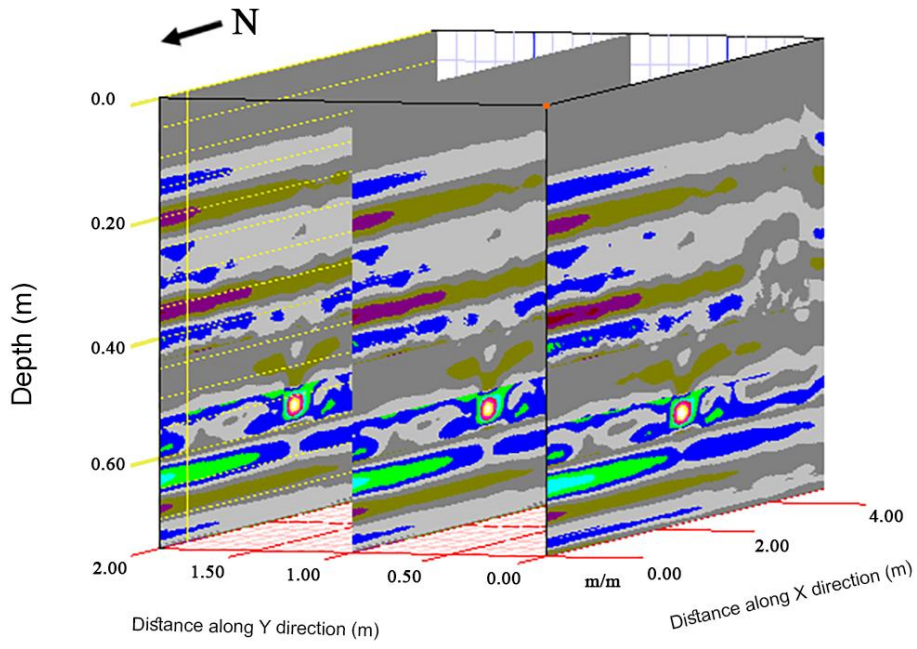 N
0.0
0.20
0.40
0.60
Depth (m)
2.00
1.50
1.00
0.50
0.00
m/m
0.00
2.00
4.00
Distance along Y direction (m)
Distance along X direction (m)